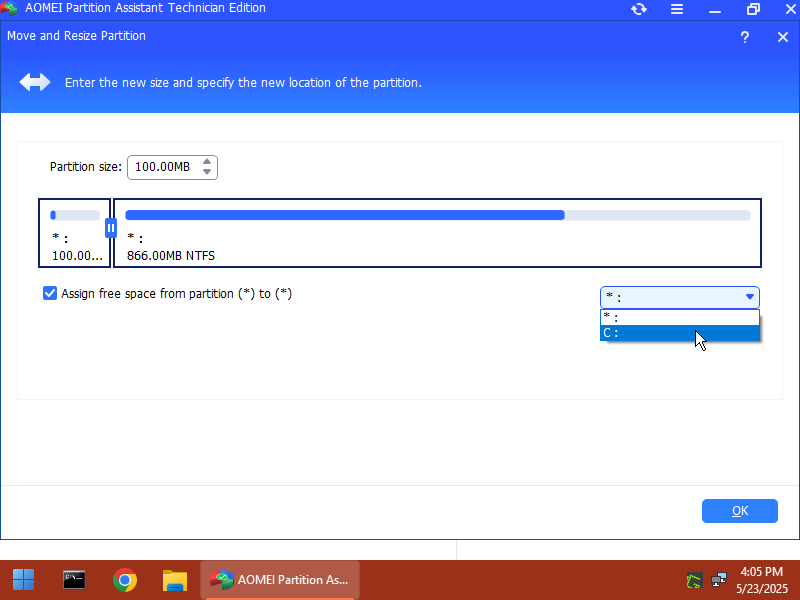 AOMEI Partition Assistant Technician Edition
Move and Resize Partition
?
Enter the new size and specify the new location of the partition.
Partition size: 100.00MB
* :
100.00...
* :
866.00MB NTFS
Assign free space from partition (*) to (*)
* :
* :
C :
OK
AOMEI Partition As...
4:05 PM
5/23/2025